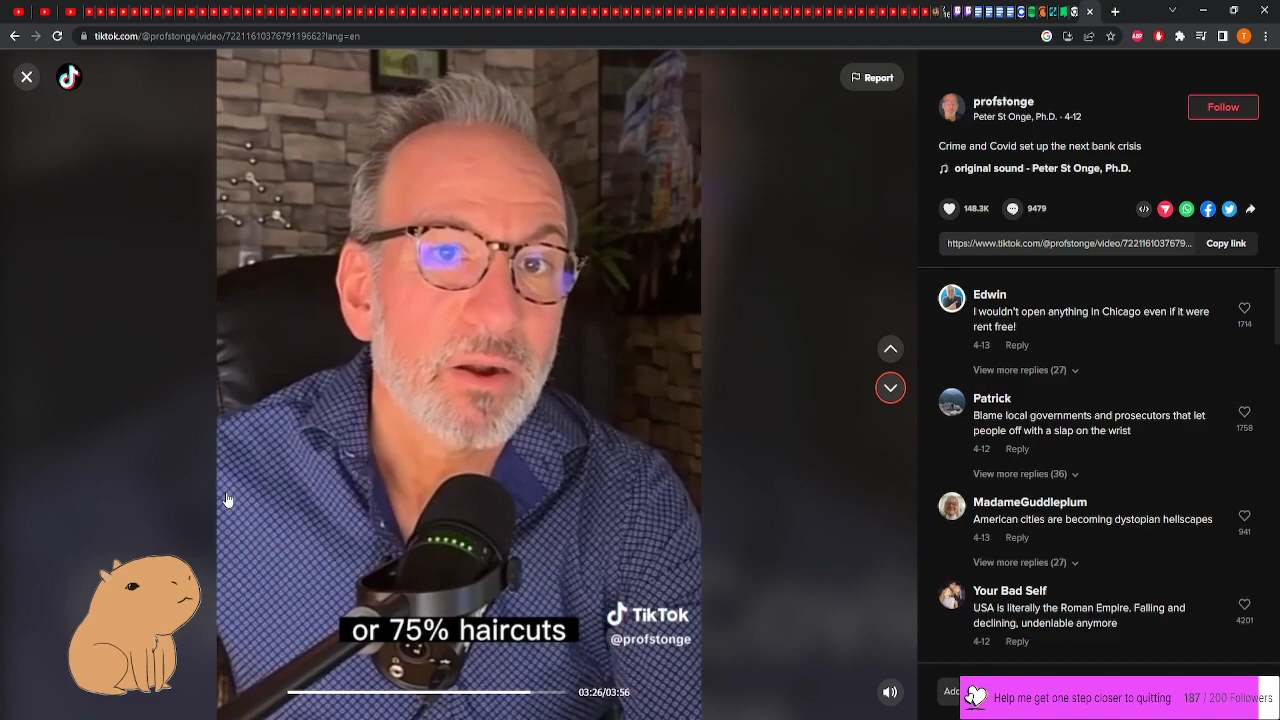 tiktok.com/@profstonge/video/7221161037679119662?lang=en
Report
profstonge
Peter St Onge, Ph.D. · 4-12
Follow
Crime and Covid set up the next bank crisis
original sound - Peter St Onge, Ph.D.
148.3K
9479
https://www.tiktok.com/@profstonge/video/7221161037679...
Copy link
Edwin
I wouldn't open anything in Chicago even if it were
rent free!
1714
4-13 Reply
View more replies (27)
Patrick
Blame local governments and prosecutors that let
people off with a slap on the wrist
1758
4-12 Reply
View more replies (36)
MadameGuddleplum
American cities are becoming dystoplan hellscapes
941
4-13 Reply
View more replies (27)
Your Bad Self
USA is literally the Roman Empire. Falling and
declining, undeniable anymore
4201
4-12 Reply
or 75% haircuts
TikTok
@profstonge
03:26/03:56
Add
Help me get one step closer to quitting 187 / 200 Followers